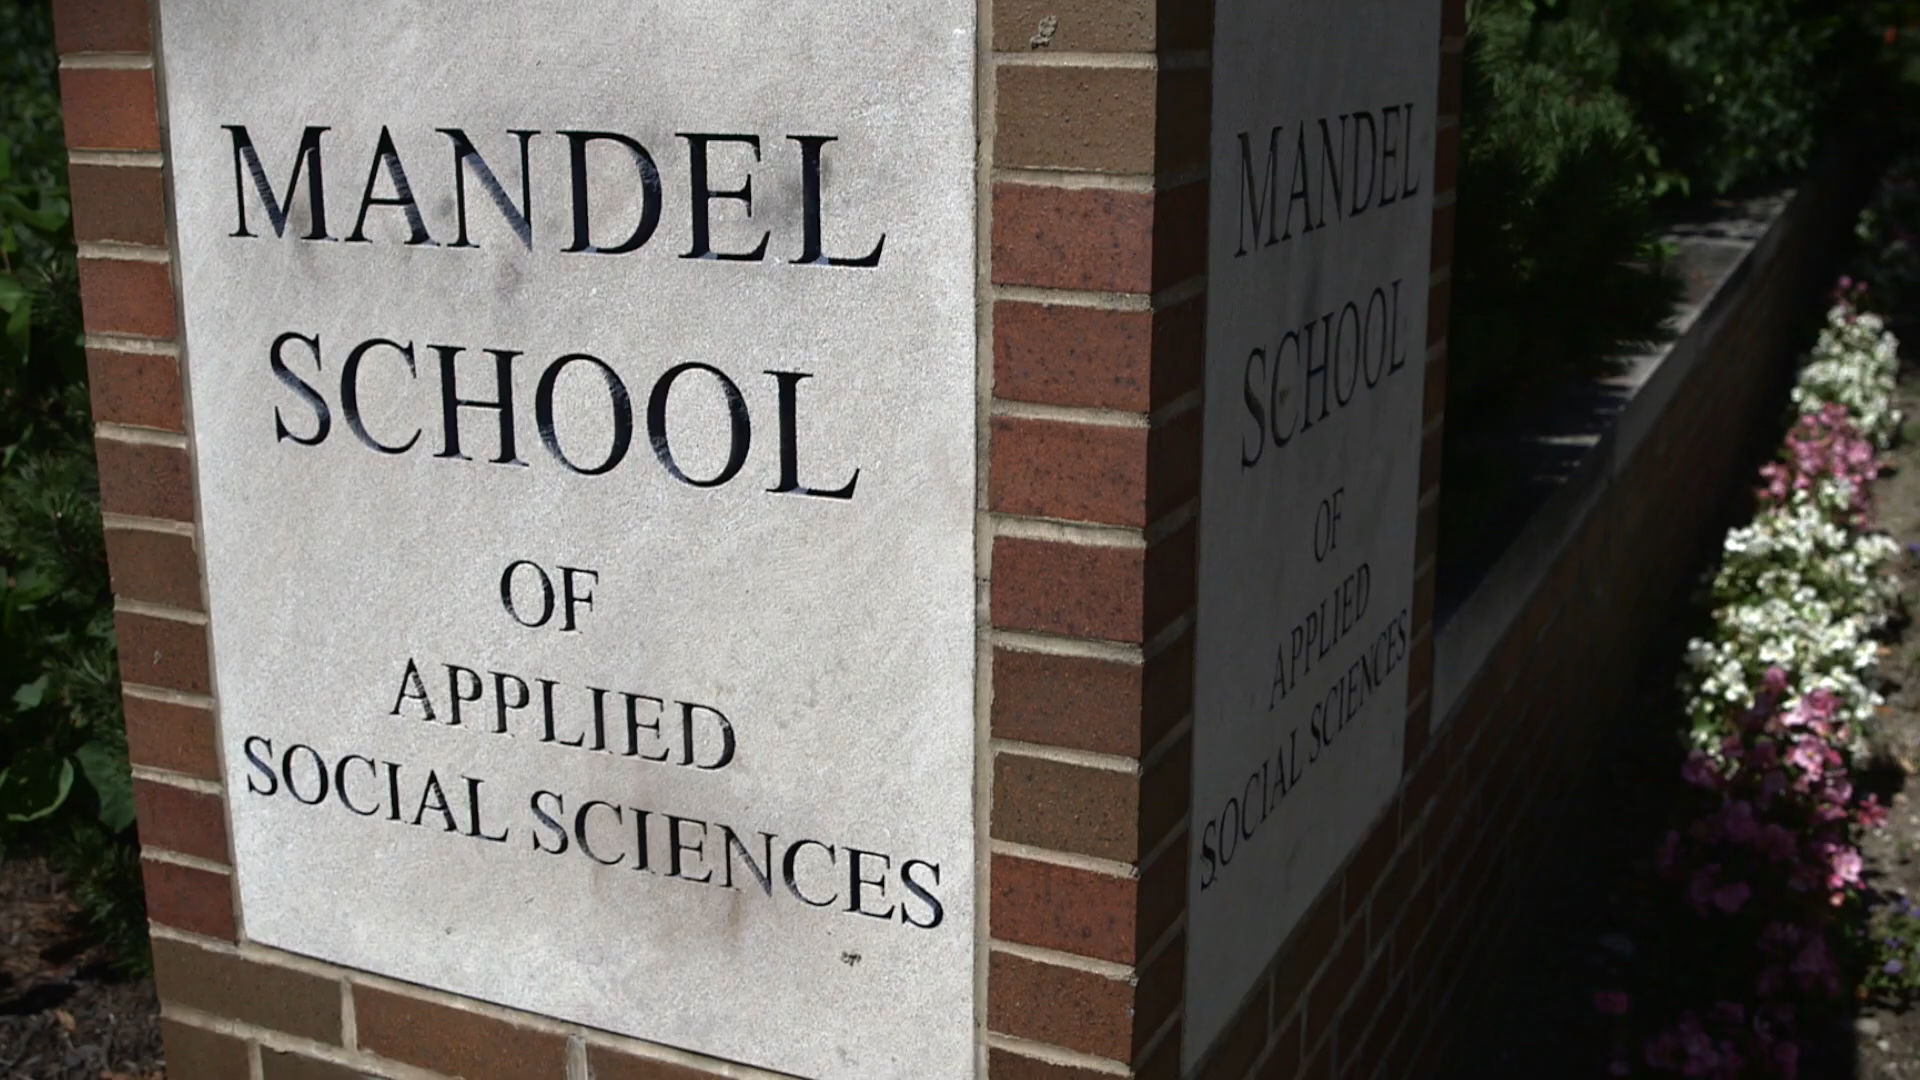 MANDEL
SCHOOL
OF
APPLIED
SOCIAL SCIENCES
MANDEL
SCHOOL
OF
APPLIED
SOCIAL SCIENCES